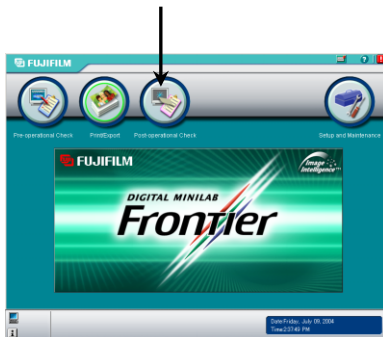 FUJIFILM
Pre-operational Check
Print/Export
Post-operational Check
Setup and Maintenance
FUJIFILM
Image
Intelligence™
DIGITAL MINILAB
Frontier
Date:Friday, July 09, 2004
Time:2:37:49 PM